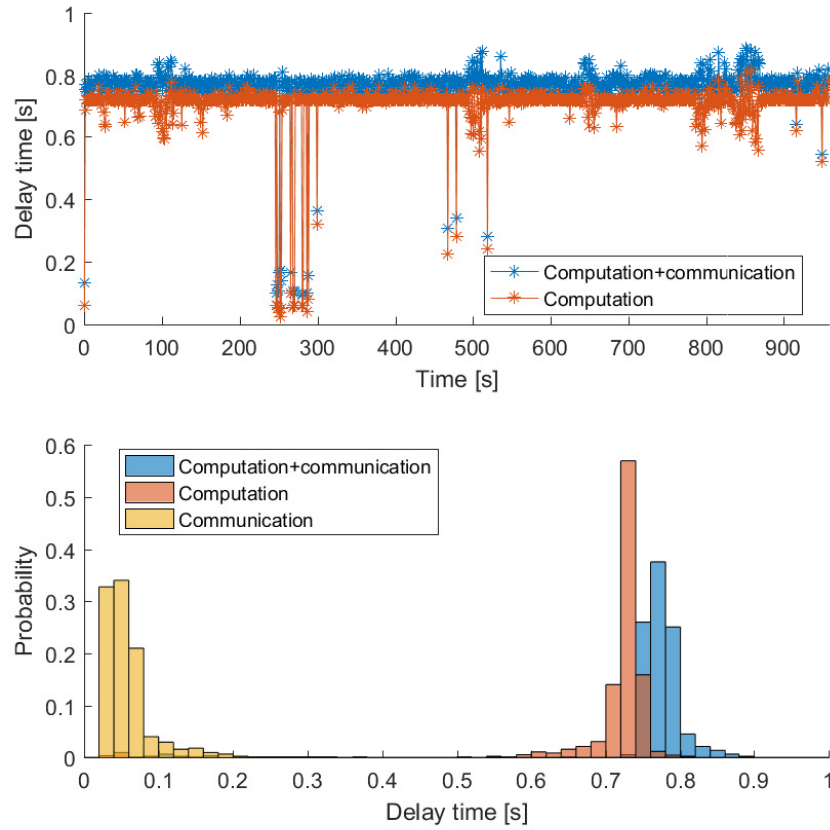 Delay time [s]
1
0.8
0.6
0.4
0.2
0
0 100 200 300 400 500 600 700 800 900
Time [s]
Computation+communication
Computation
Probability
0.6
0.5
0.4
0.3
0.2
0.1
0
0 0.1 0.2 0.3 0.4 0.5 0.6 0.7 0.8 0.9 1
Delay time [s]
Computation+communication
Computation
Communication